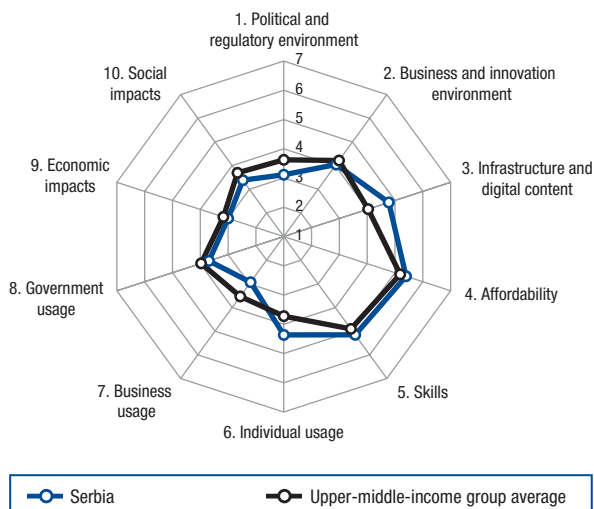 1. Political and
regulatory environment
2. Business and innovation
environment
3. Infrastructure and
digital content
4. Affordability
5. Skills
6. Individual usage
7. Business
usage
8. Government
usage
9. Economic
impacts
10. Social
impacts
7
6
5
4
3
2
1
Serbia
Upper-middle-income group average